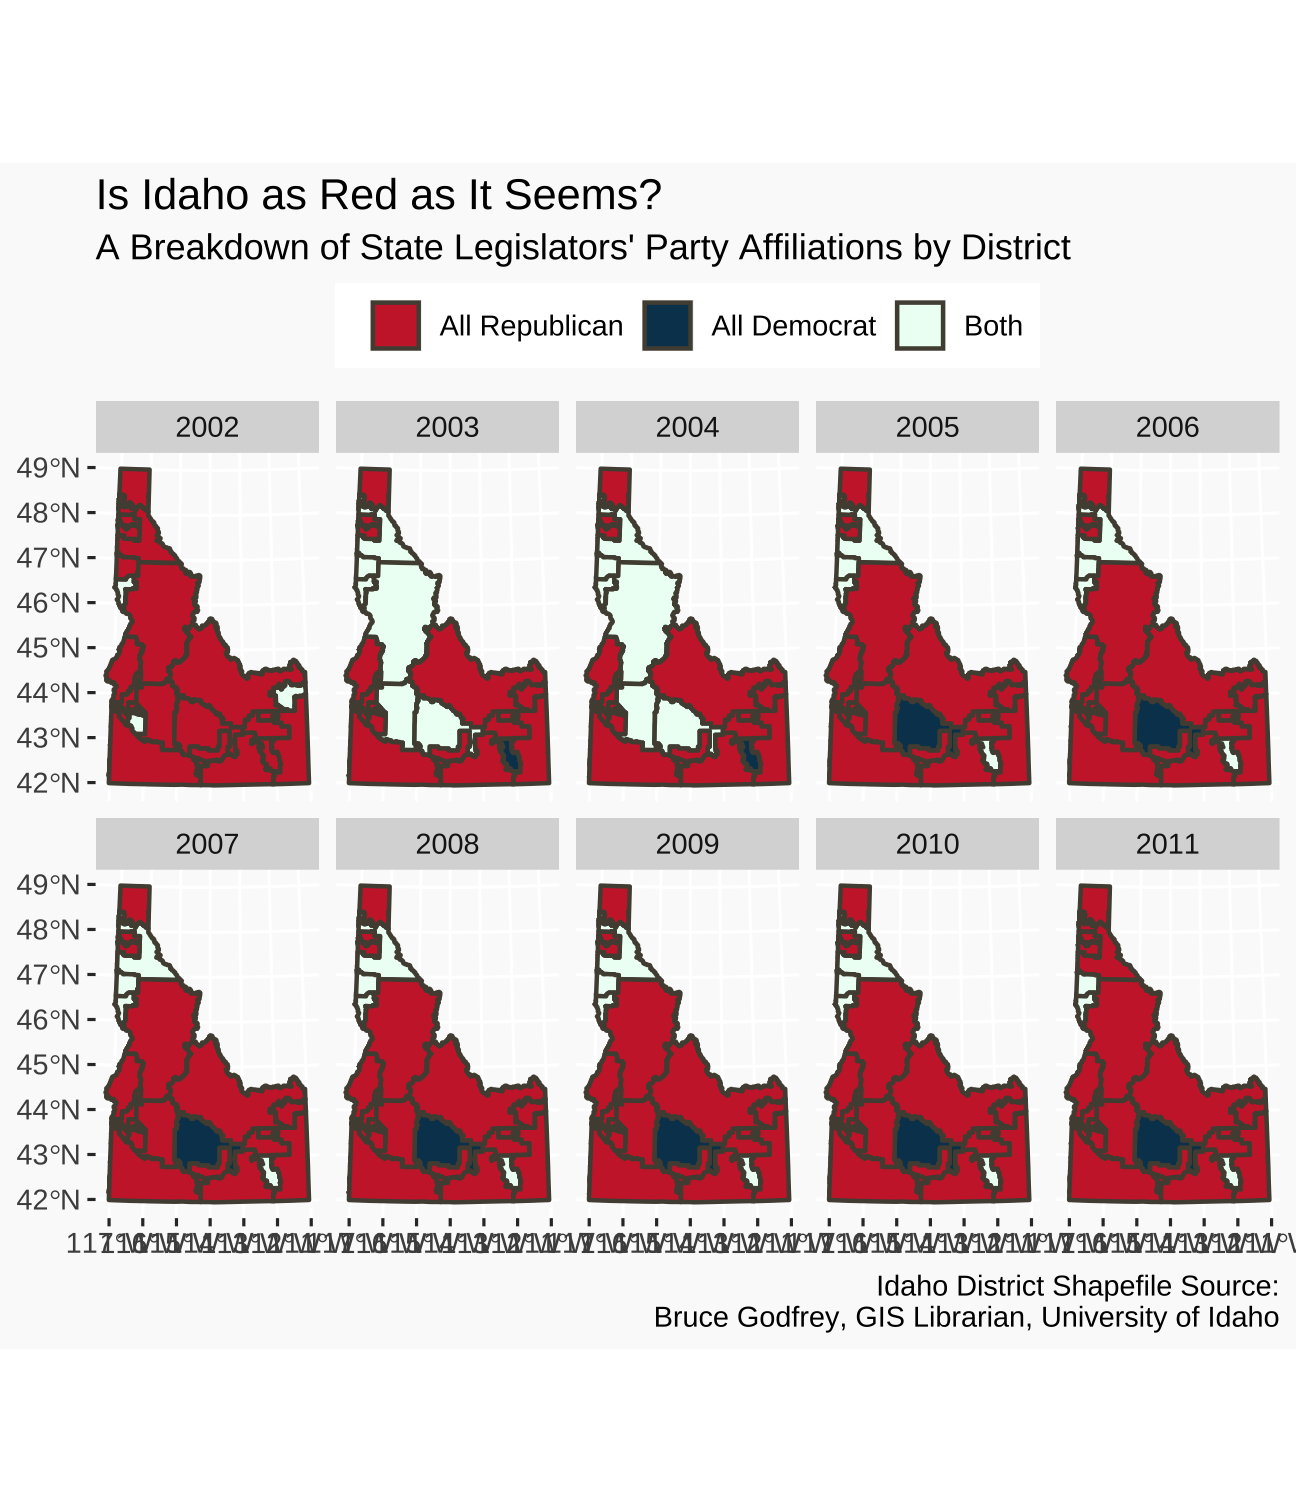 Is Idaho as Red as It Seems?
A Breakdown of State Legislators' Party Affiliations by District
All Republican All Democrat Both
2002 2003 2004 2005 2006
49°N
48°N
47°N
46°N
45°N
44°N
43°N
42°N
2007 2008 2009 2010 2011
49°N
48°N
47°N
46°N
45°N
44°N
43°N
42°N
Idaho District Shapefile Source:
Bruce Godfrey, GIS Librarian, University of Idaho